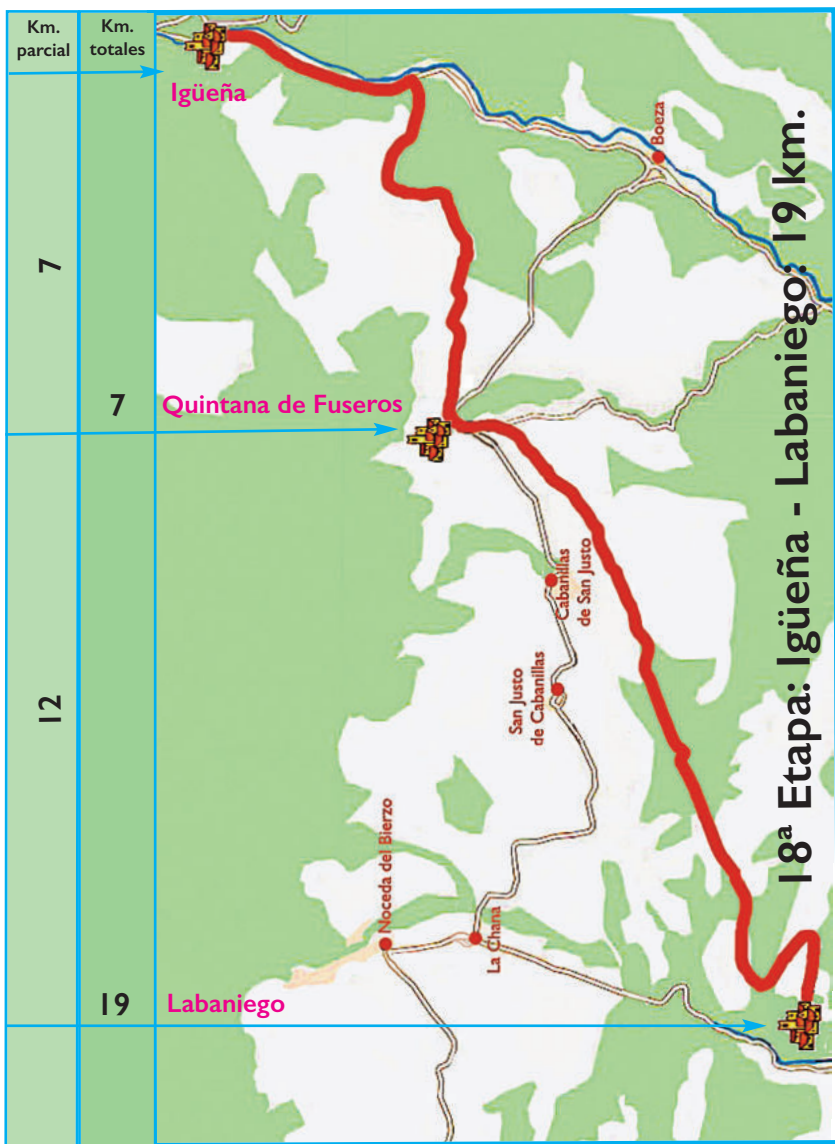 Km.
parcial
Km.
totales
Igüeña
Boeza
7
7
Quintana de Fuseros
Cabanillas
de San Justo
San Justo
de Cabanillas
12
Noceda del Bierzo
La Chana
19
Labaniego
18ª Etapa: Igüeña - Labaniego: 19 km.